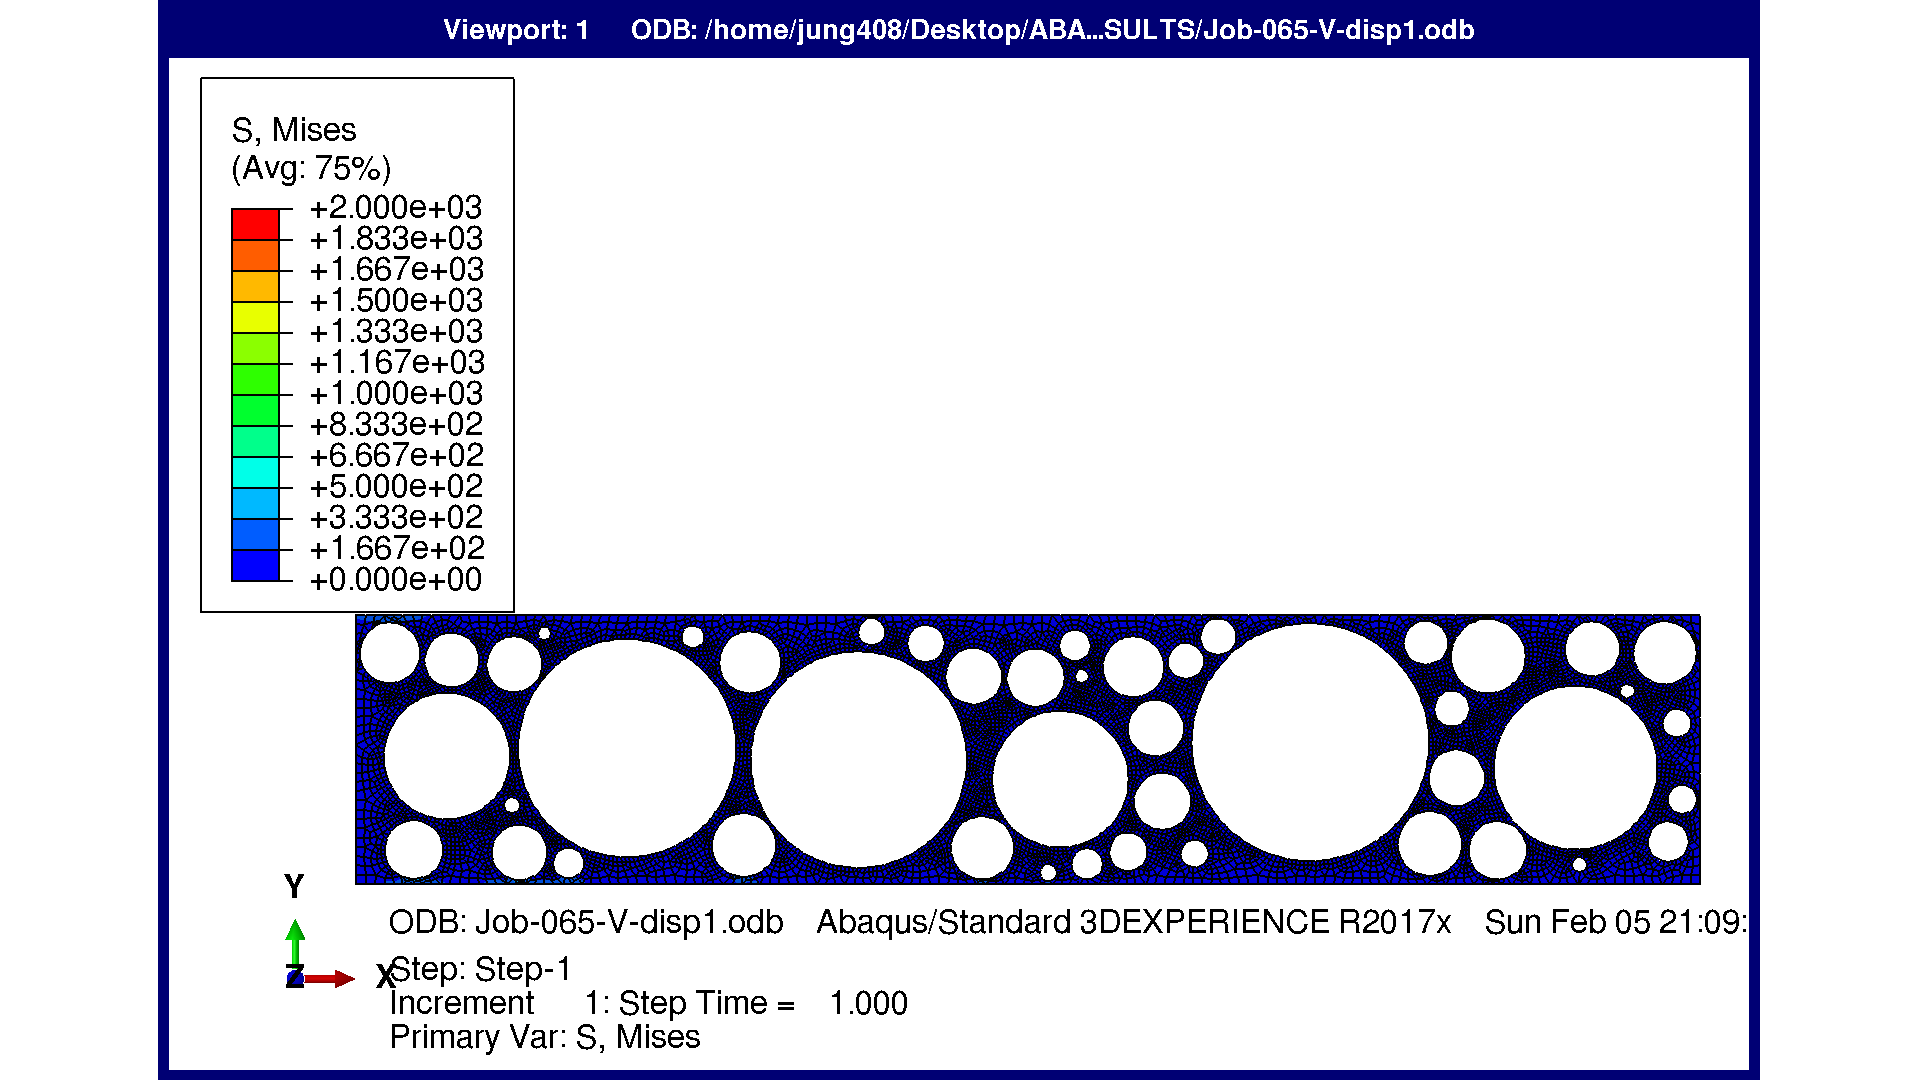 Viewport: 1 ODB: /home/jung408/Desktop/ABA...SULTS/Job-065-V-disp1.odb
S, Mises
(Avg: 75%)
+2.000e+03
+1.833e+03
+1.667e+03
+1.500e+03
+1.333e+03
+1.167e+03
+1.000e+03
+8.333e+02
+6.667e+02
+5.000e+02
+3.333e+02
+1.667e+02
+0.000e+00
Y
Z
X
ODB: Job-065-V-disp1.odb Abaqus/Standard 3DEXPERIENCE R2017x Sun Feb 05 21:09:
Step: Step-1
Increment 1: Step Time = 1.000
Primary Var: S, Mises